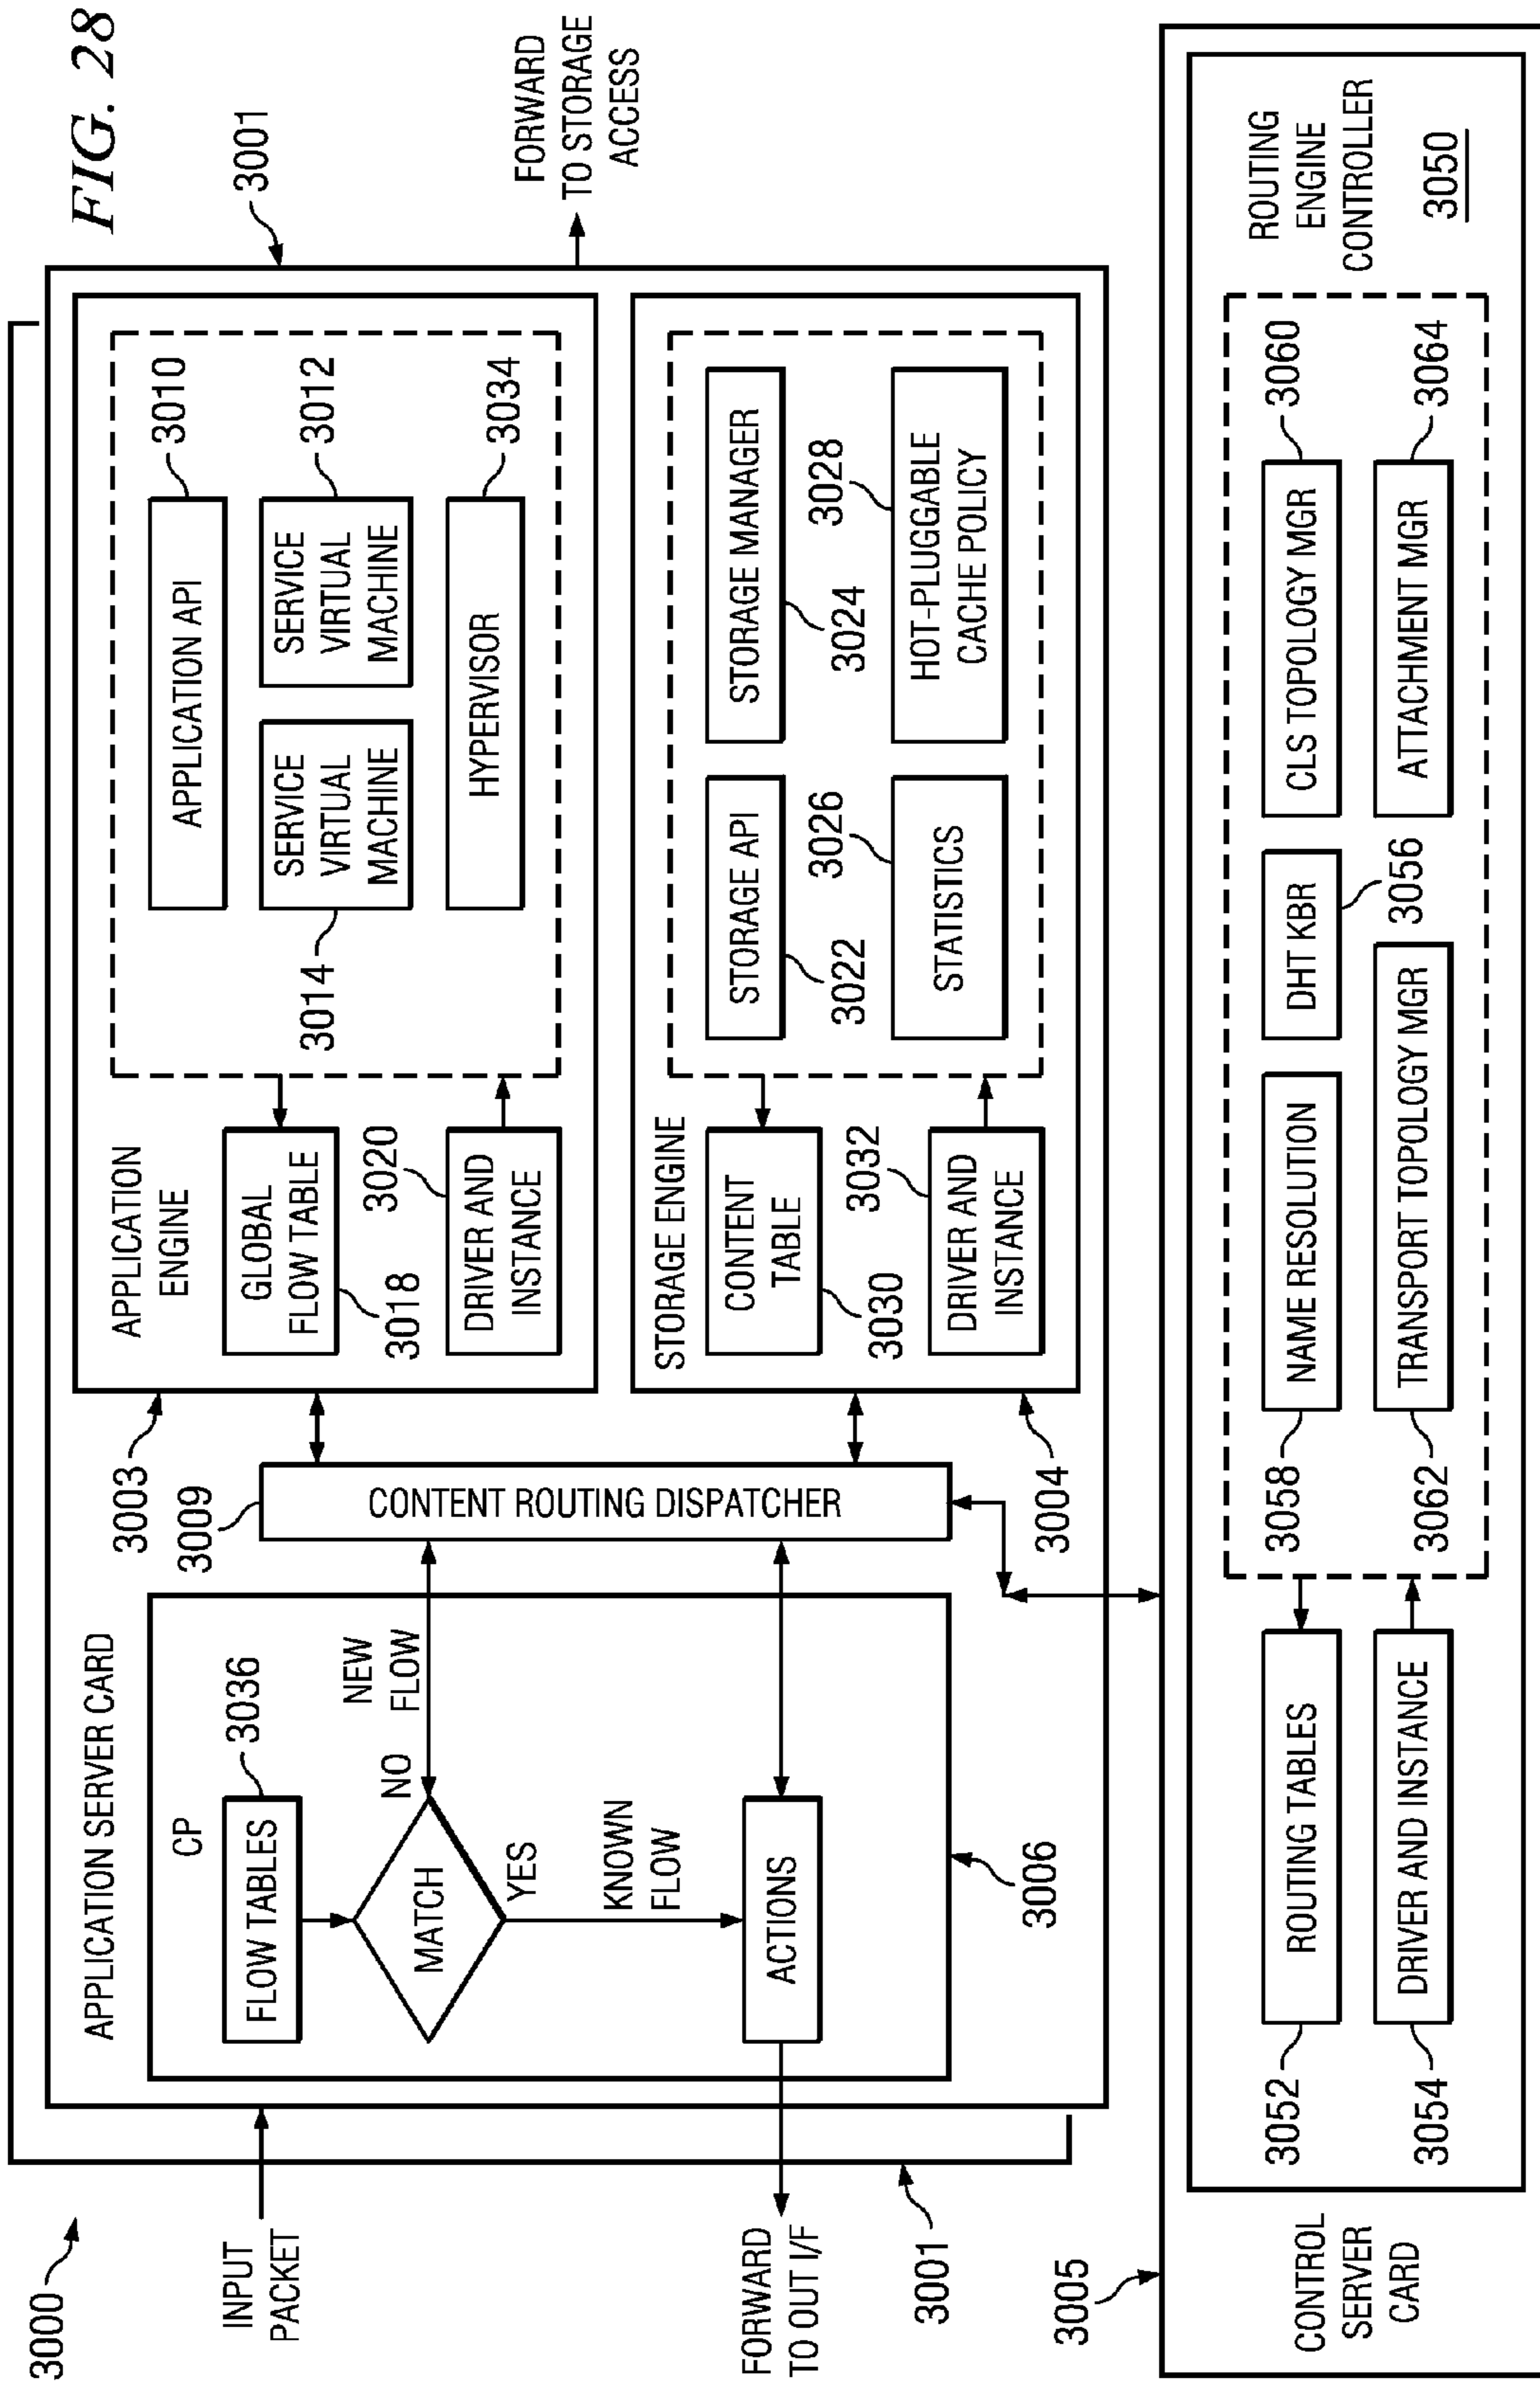 FIG. 28
3000
INPUT
PACKET
FORWARD
TO OUT I/F
3001
APPLICATION SERVER CARD
CP
FLOW TABLES
3036
MATCH
NO
NEW
FLOW
YES
KNOWN
FLOW
ACTIONS
3006
3003
3009
CONTENT ROUTING DISPATCHER
3004
APPLICATION
ENGINE
GLOBAL
FLOW TABLE
3018
3020
DRIVER AND
INSTANCE
APPLICATION API
3010
SERVICE
VIRTUAL
MACHINE
3014
SERVICE
VIRTUAL
MACHINE
3012
HYPERVISOR
3034
STORAGE ENGINE
CONTENT
TABLE
3030
3032
DRIVER AND
INSTANCE
STORAGE API
3022
STORAGE MANAGER
3024
3026
STATISTICS
3028
HOT-PLUGGABLE
CACHE POLICY
3001
FORWARD
TO STORAGE
ACCESS
3005
CONTROL
SERVER
CARD
3052
ROUTING TABLES
3054
DRIVER AND INSTANCE
3058
NAME RESOLUTION
DHT KBR
3056
CLS TOPOLOGY MGR
3060
3062
TRANSPORT TOPOLOGY MGR
ATTACHMENT MGR
3064
ROUTING
ENGINE
CONTROLLER
3050